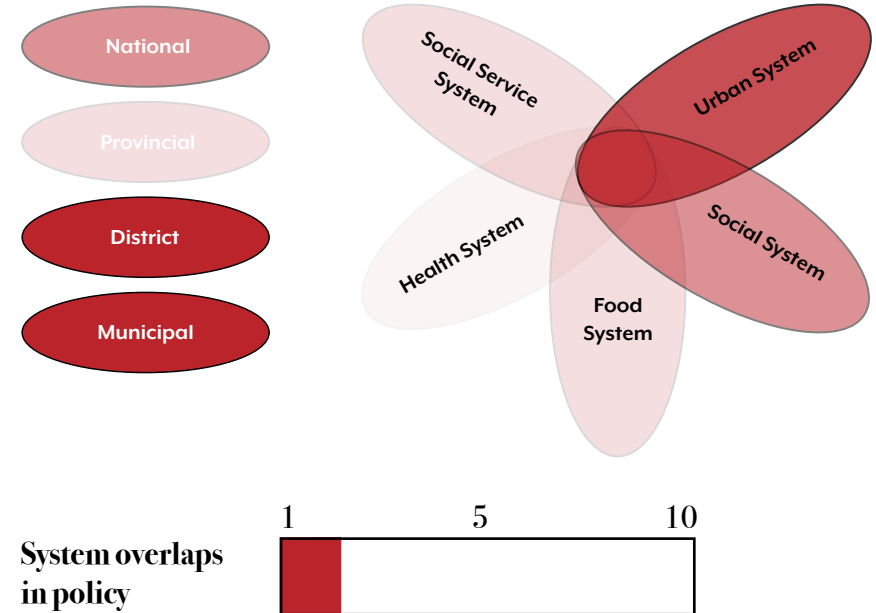 National
Provincial
District
Municipal
Social Service
System
Urban System
Health System
Social System
Food
System
1 5 10
System overlaps
in policy